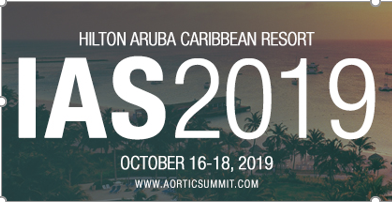 HILTON ARUBA CARIBBEAN RESORT
IAS2019
OCTOBER 16-18, 2019
WWW.AORTICSUMMIT.COM